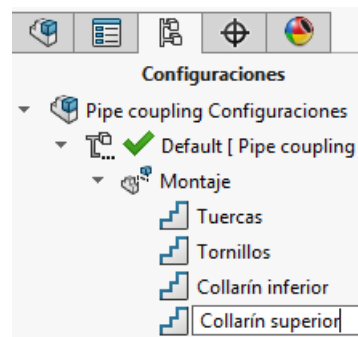 Configuraciones
Pipe coupling Configuraciones
Default [ Pipe coupling
Montaje
Tuercas
Tornillos
Collarín inferior
Collarín superior